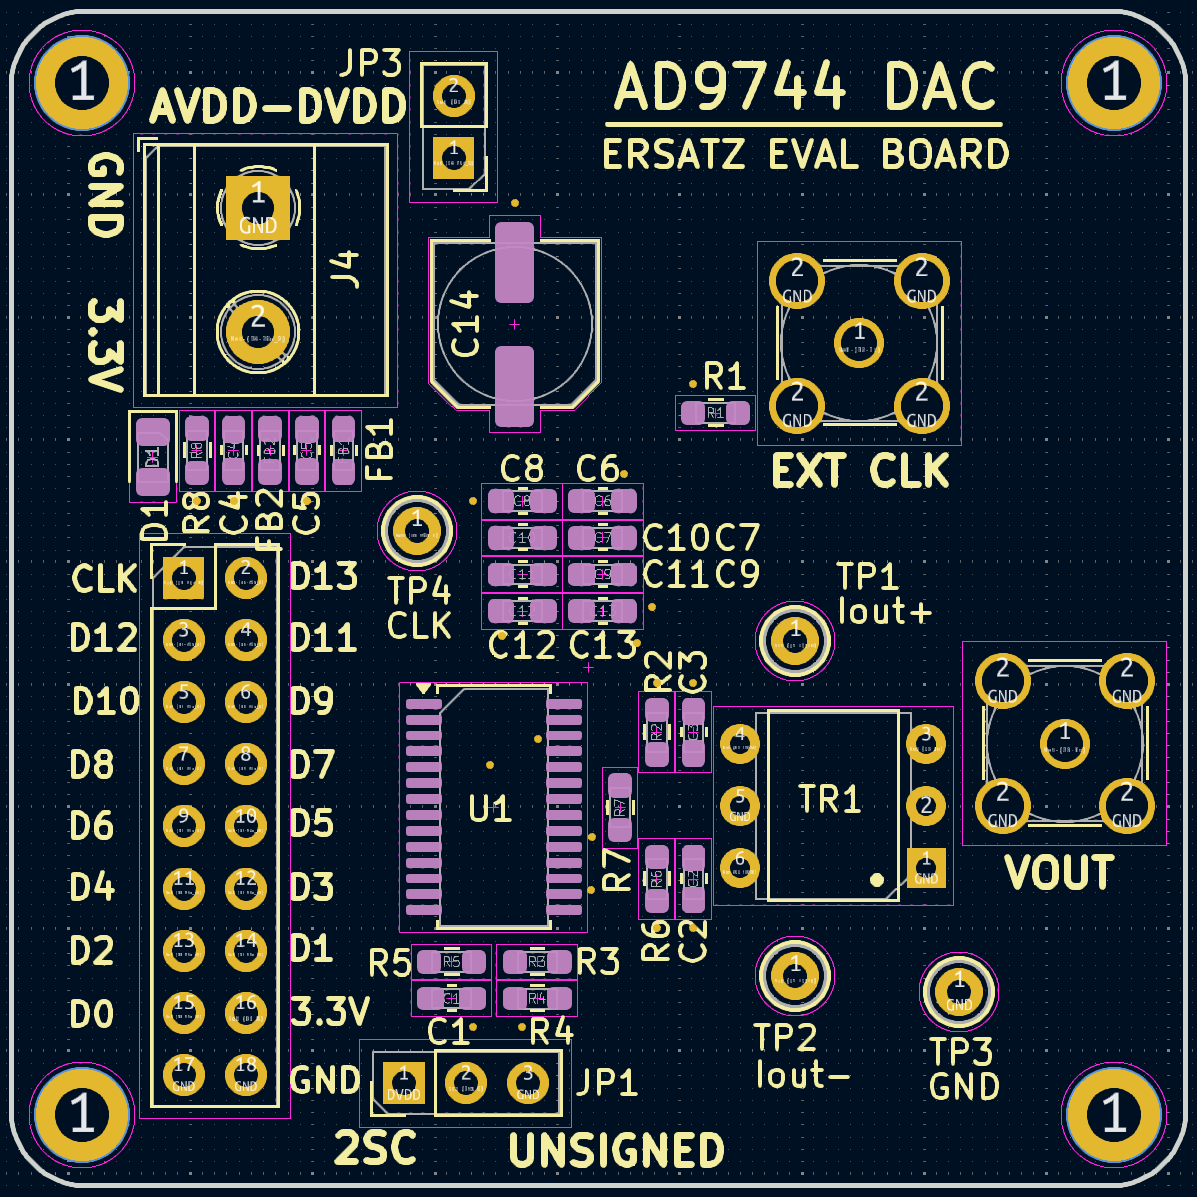 JP3
AD9744 DAC
AVDD-DVDD
ERSATZ EVAL BOARD
1
1
2
1
GND
1
GND
J4
3.3V
2
C14
2
GND
2
GND
1
2
GND
2
GND
R1
R1
EXT CLK
D1
R8
FB1
D1
R8
C4
FB2
C5
C8
C6
C8
C6
C10
C7
C11
C9
C12
C13
1
TP4
CLK
TP1
Iout+
1
CLK
1
2
D13
D12
3
4
D11
D10
5
6
D9
D8
7
8
D7
D6
9
10
D5
D4
11
12
D3
D2
13
14
D1
D0
15
16
3.3V
17
GND
18
GND
GND
U1
R2
C3
R2
C3
R7
R7
R6
C2
R6
C2
4
3
5
GND
2
6
1
GND
TR1
2
GND
2
GND
1
2
GND
2
GND
VOUT
R5
R5
R3
R3
C1
R4
C1
R4
1
TP2
Iout-
1
GND
TP3
GND
1
DVDD
2
3
GND
JP1
2SC
UNSIGNED
1
1